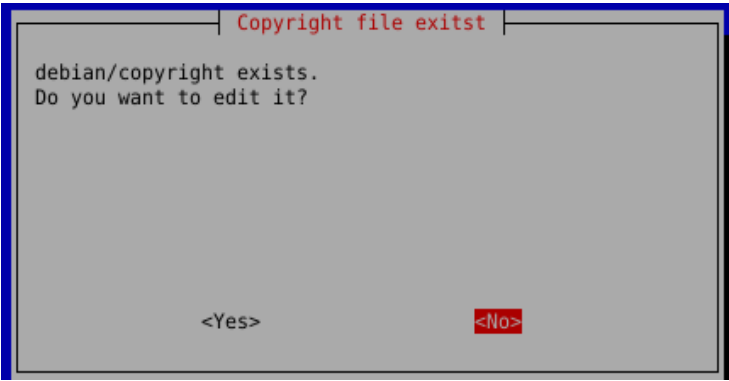 Copyright file exitst
debian/copyright exists.
Do you want to edit it?
<Yes> <No>